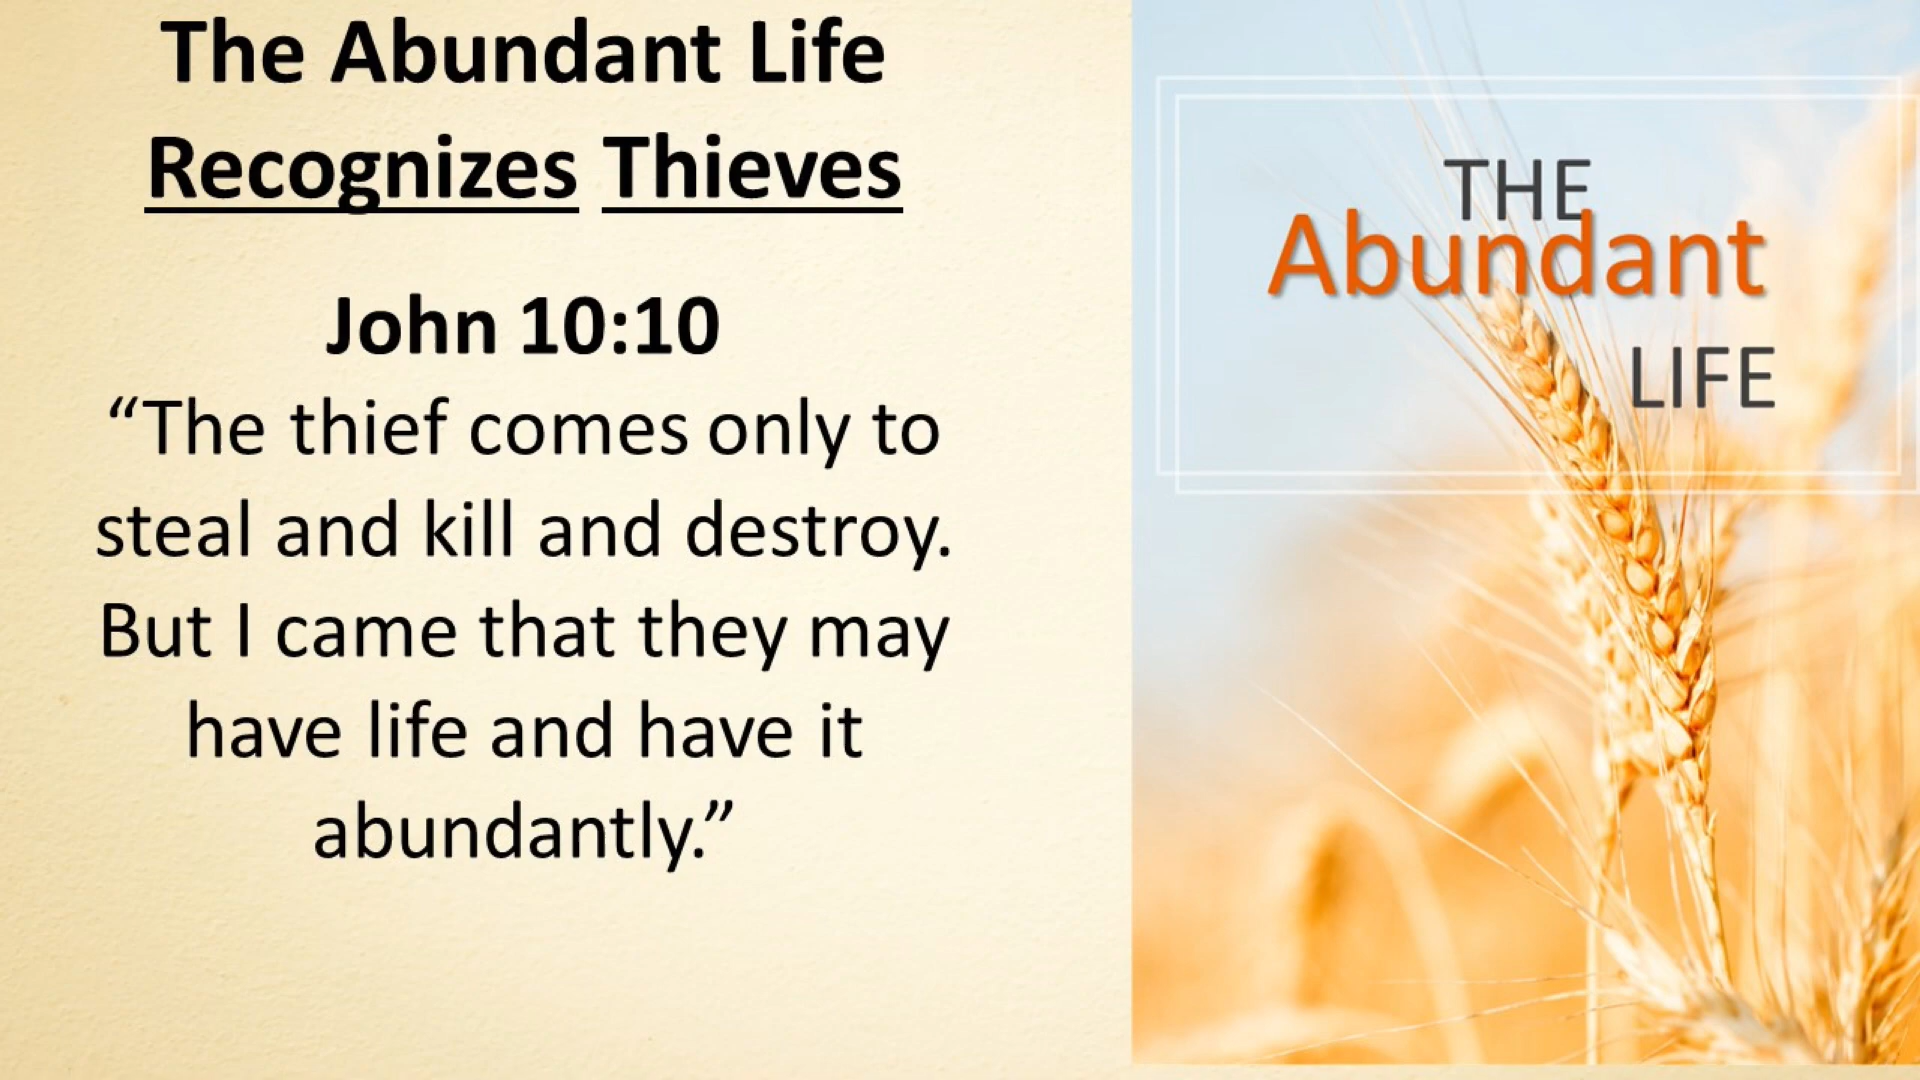 The Abundant Life
Recognizes Thieves
John 10:10
“The thief comes only to
steal and kill and destroy.
But I came that they may
have life and have it
abundantly.”
THE
Abundant
LIFE